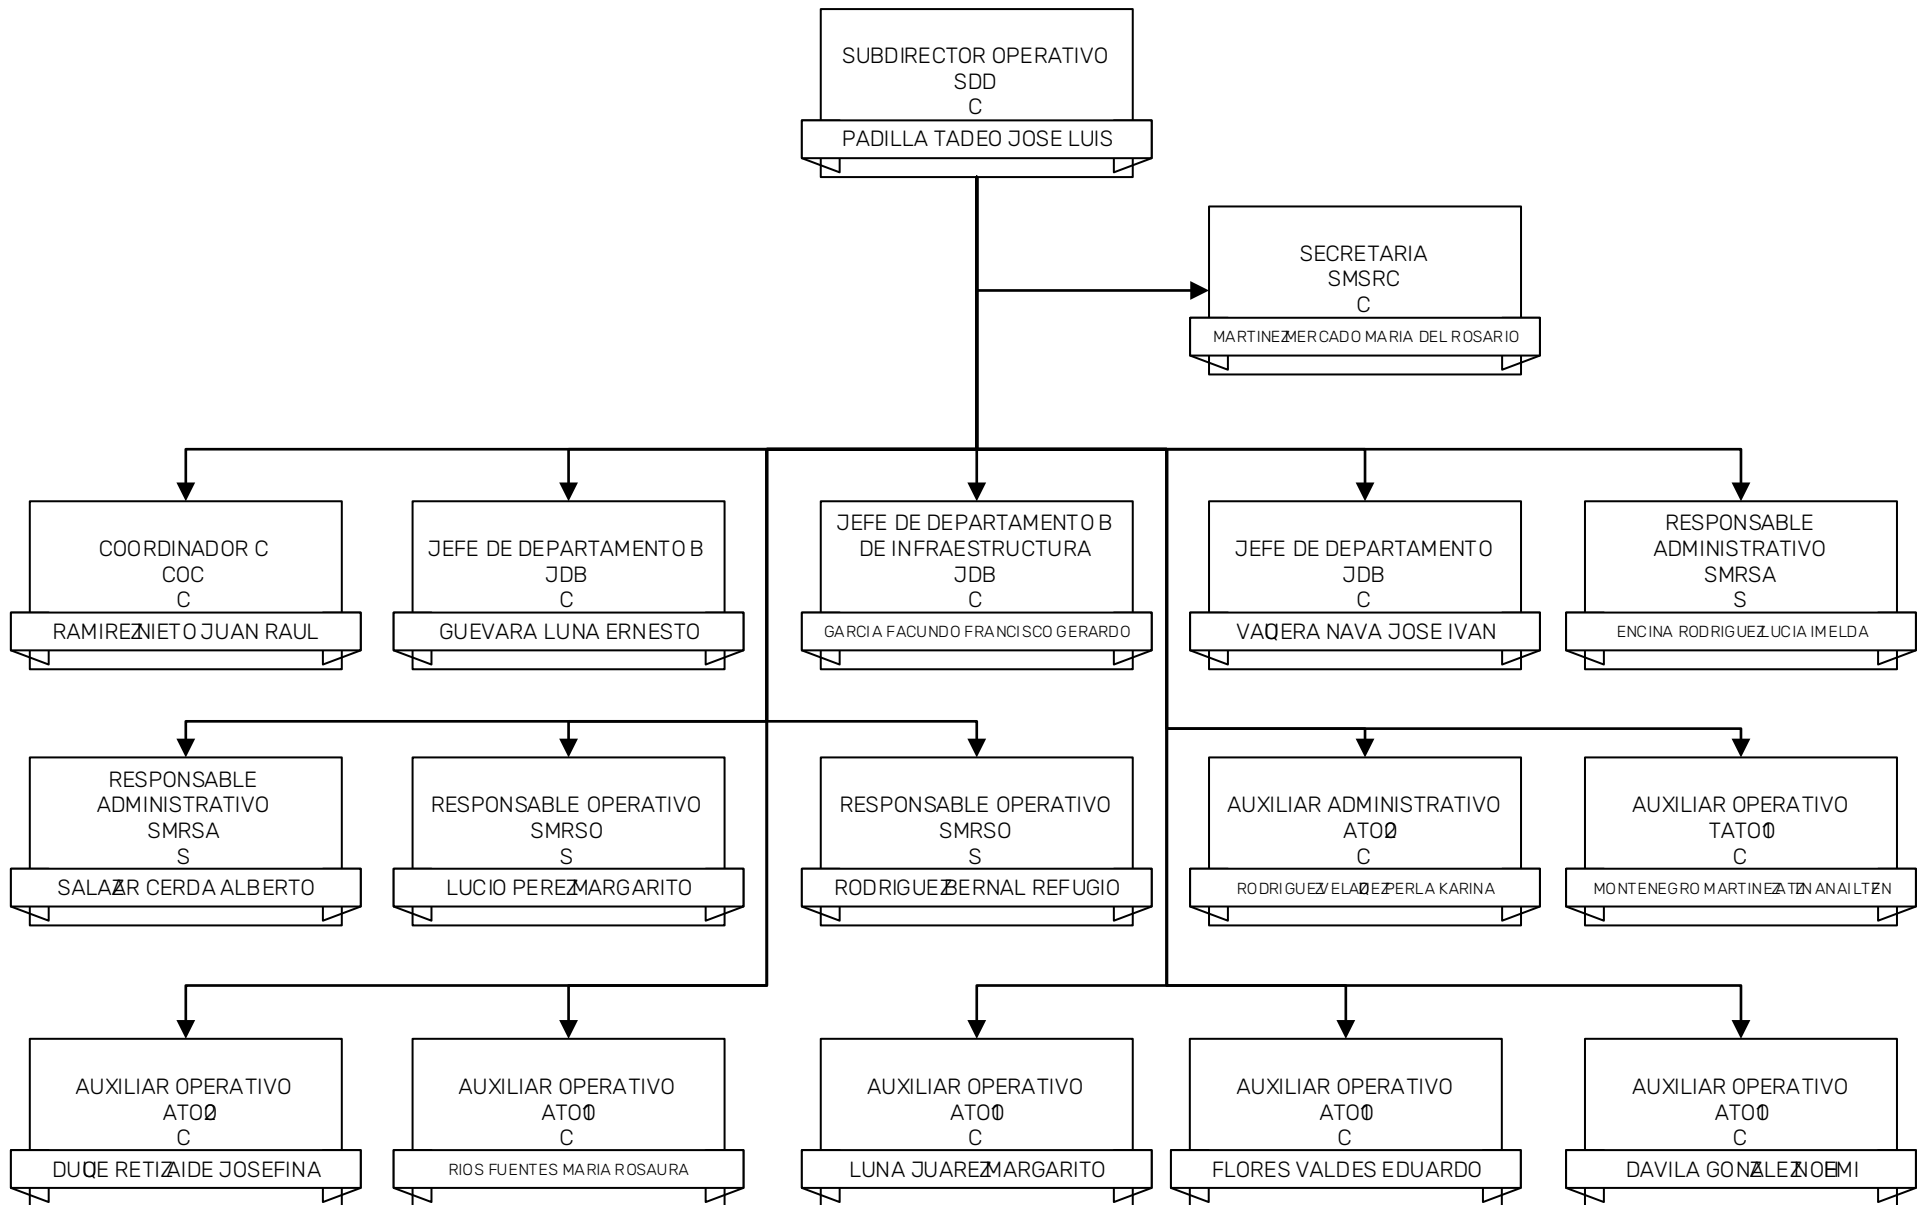 SUBDIRECTOR OPERATIVO
SDD
C
PADILLA TADEO JOSE LUIS
SECRETARIA
SMSRC
C
MARTINEZ MERCADO MARIA DEL ROSARIO
COORDINADOR C
COC
C
RAMIREZ NIETO JUAN RAUL
JEFE DE DEPARTAMENTO B
JDB
C
GUEVARA LUNA ERNESTO
JEFE DE DEPARTAMENTO B
DE INFRAESTRUCTURA
JDB
C
GARCIA FACUNDO FRANCISCO GERARDO
JEFE DE DEPARTAMENTO
JDB
C
VAQUERA NAVA JOSE IVAN
RESPONSABLE
ADMINISTRATIVO
SMRSA
S
ENCINA RODRIGUEZ LUCIA IMELDA
RESPONSABLE
ADMINISTRATIVO
SMRSA
S
SALAZAR CERDA ALBERTO
RESPONSABLE OPERATIVO
SMRSO
S
LUCIO PEREZ MARGARITO
RESPONSABLE OPERATIVO
SMRSO
S
RODRIGUEZ BERNAL REFUGIO
AUXILIAR ADMINISTRATIVO
ATO02
C
RODRIGUEZ VELAZQUEZ PERLA KARINA
AUXILIAR OPERATIVO
TATO01
C
MONTENEGRO MARTINEZ
AUXILIAR OPERATIVO
ATO02
C
DUQUE RETIZ AIDE JOSEFINA
AUXILIAR OPERATIVO
ATO01
C
RIOS FUENTES MARIA ROSAURA
AUXILIAR OPERATIVO
ATO01
C
LUNA JUAREZ MARGARITO
AUXILIAR OPERATIVO
ATO01
C
FLORES VALDES EDUARDO
AUXILIAR OPERATIVO
ATO01
C
DAVILA GONZALEZ NOEMI